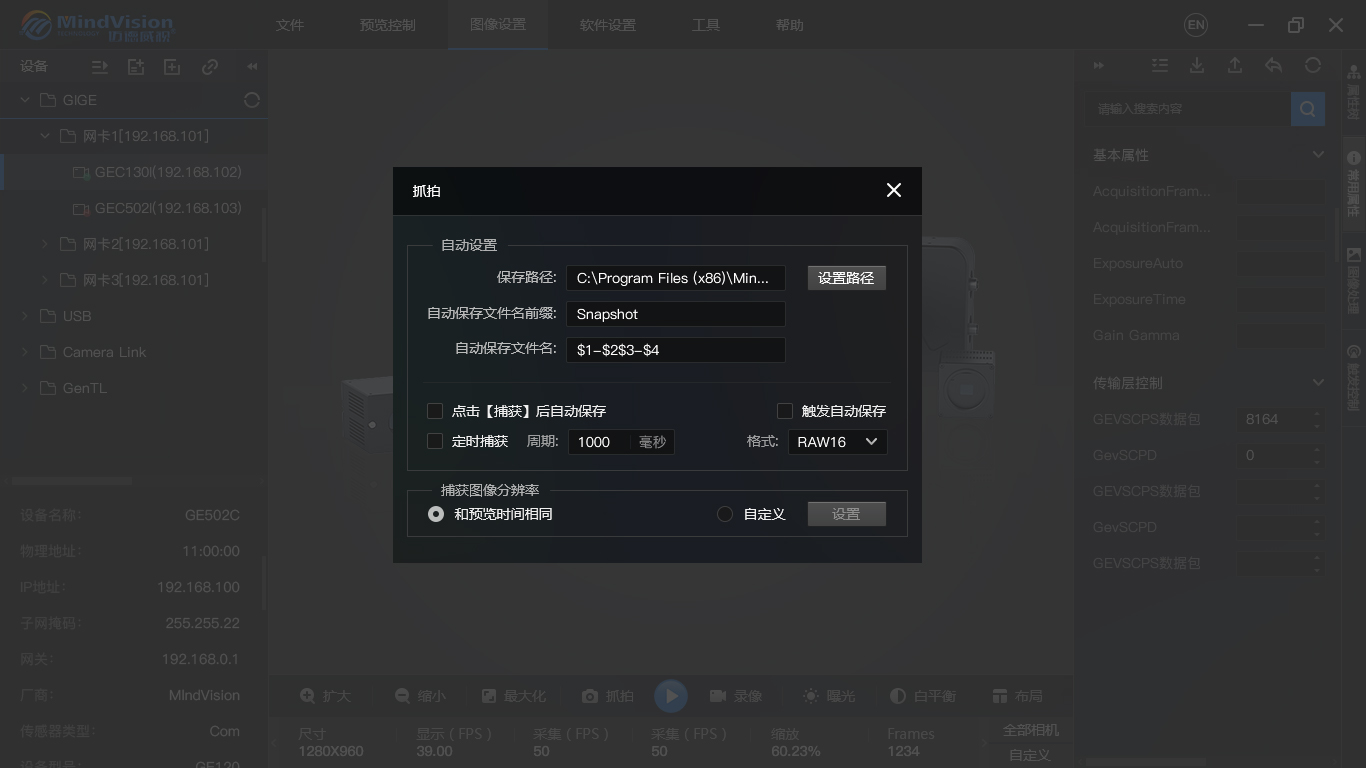 MindVision
TECHNOLOGY 迈德威视
文件 预览控制 图像设置 软件设置 工具 帮助 EN
设备
GIGE
网卡1[192.168.101]
GEC130I(192.168.102)
GEC502I(192.168.103)
网卡2[192.168.101]
网卡3[192.168.101]
USB
Camera Link
GenTL
设备名称: GE502C
物理地址: 11:00:00
IP地址: 192.168.100
子网掩码: 255.255.22
网关: 192.168.0.1
厂商: MIndVision
传感器类型: Com
设备型号: GE120
抓拍
自动设置
保存路径: C:\Program Files (x86)\Min... 设置路径
自动保存文件名前缀: Snapshot
自动保存文件名: $1-$2$3-$4
点击【捕获】后自动保存 触发自动保存
定时捕获 周期: 1000 毫秒 格式: RAW16
捕获图像分辨率
和预览时间相同 自定义 设置
扩大 缩小 最大化 抓拍 录像 曝光 白平衡 布局
尺寸 显示 ( FPS ) 采集 ( FPS ) 采集 ( FPS ) 缩放 Frames 全部相机
1280X960 39.00 50 50 60.23% 1234 自定义
请输入搜索内容
基本属性
AcquisitionFram...
AcquisitionFram...
ExposureAuto
ExposureTime
Gain Gamma
传输层控制
GEVSCPS数据包 8164
GevSCPD 0
GEVSCPS数据包
GevSCPD
GEVSCPS数据包
属性树
常用属性
图像处理
触发控制